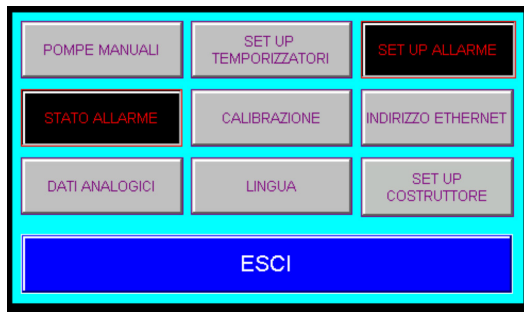 POMPE MANUALI
SET UP
TEMPORIZZATORI
SET UP ALLARME
STATO ALLARME
CALIBRAZIONE
INDIRIZZO ETHERNET
DATI ANALOGICI
LINGUA
SET UP
COSTRUTTORE
ESCI